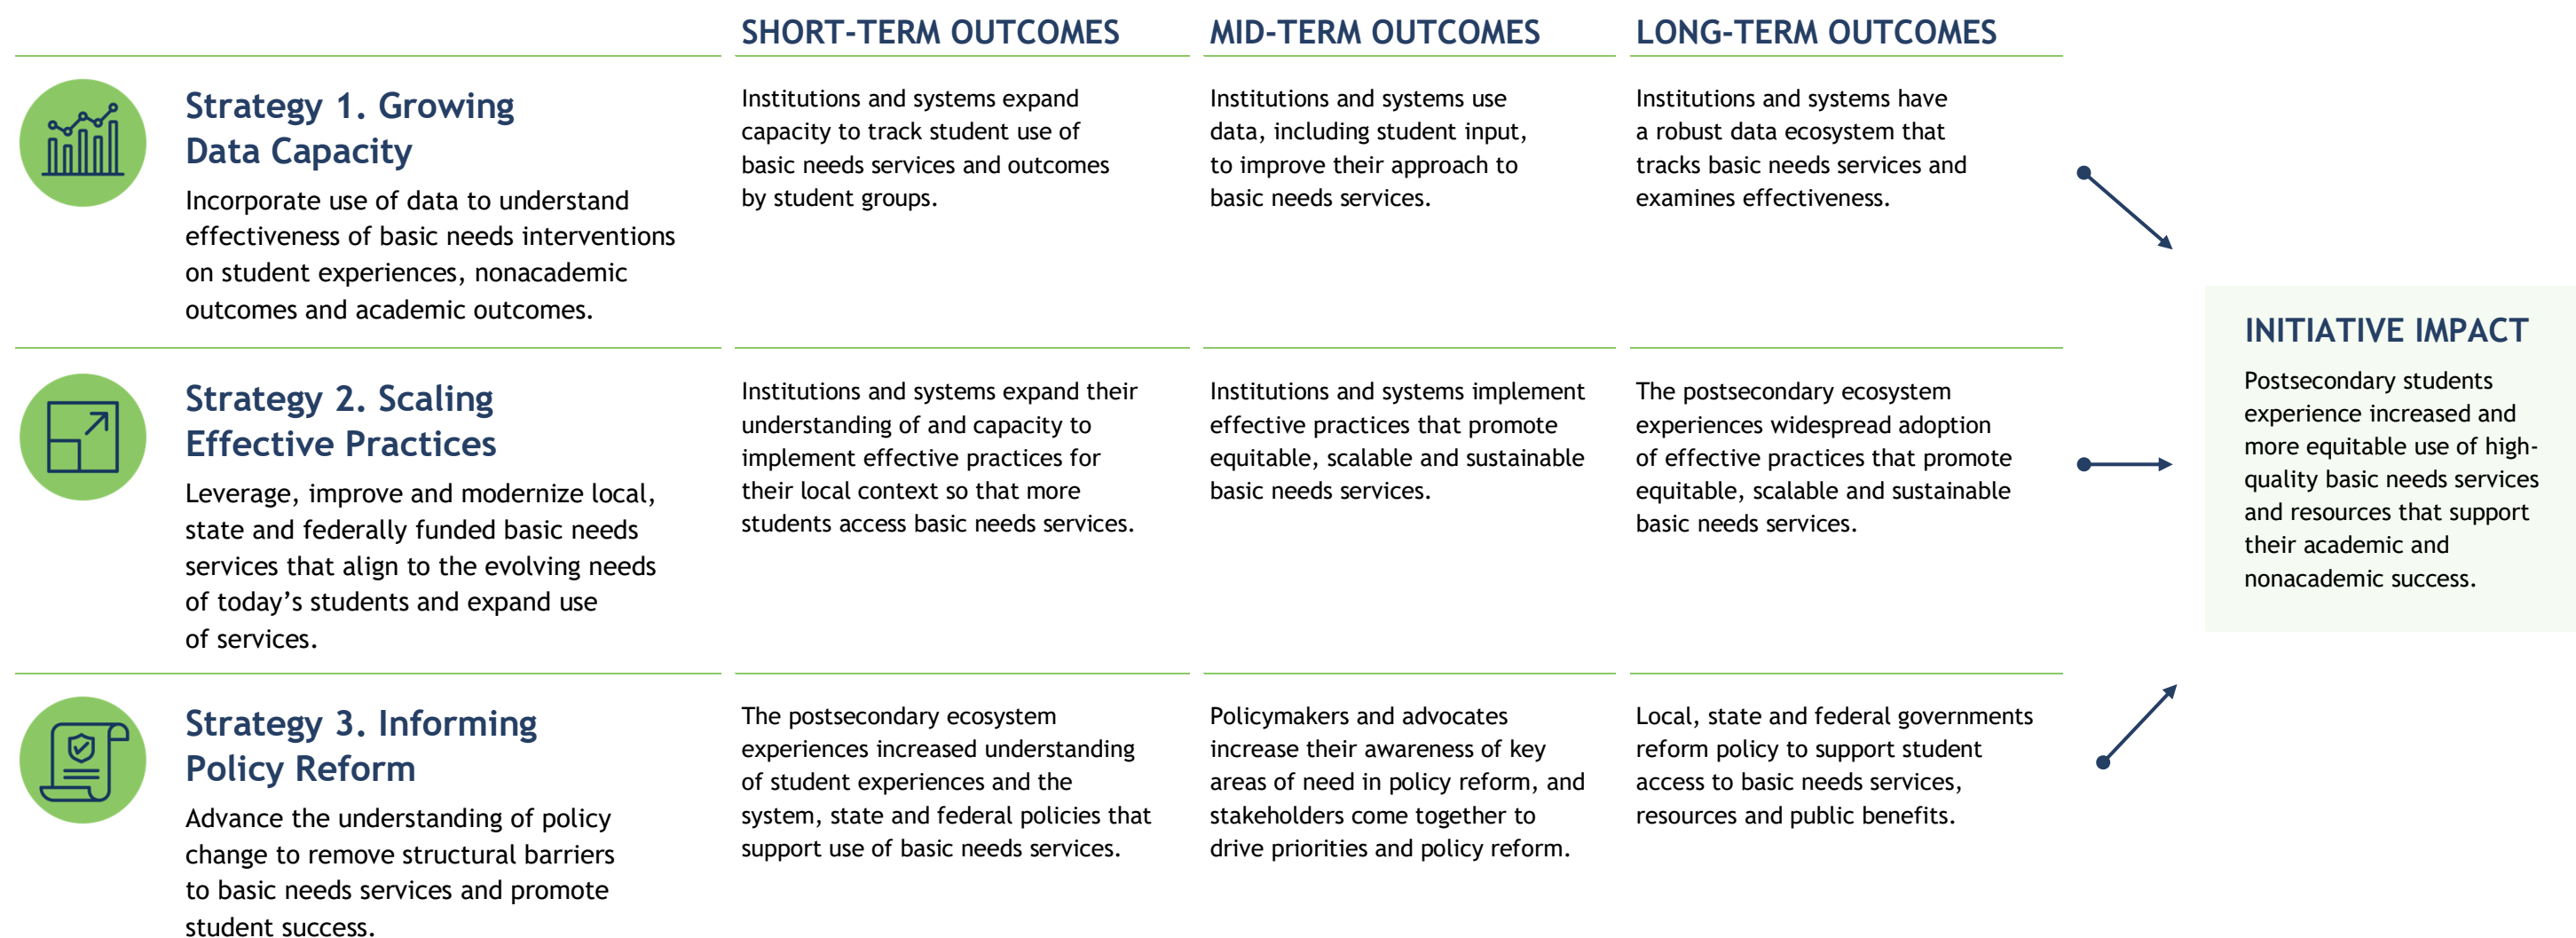 SHORT-TERM OUTCOMES
MID-TERM OUTCOMES
LONG-TERM OUTCOMES
Strategy 1. Growing
Data Capacity
Incorporate use of data to understand
effectiveness of basic needs interventions
on student experiences, nonacademic
outcomes and academic outcomes.
Institutions and systems expand
capacity to track student use of
basic needs services and outcomes
by student groups.
Institutions and systems use
data, including student input,
to improve their approach to
basic needs services.
Institutions and systems have
a robust data ecosystem that
tracks basic needs services and
examines effectiveness.
Strategy 2. Scaling
Effective Practices
Leverage, improve and modernize local,
state and federally funded basic needs
services that align to the evolving needs
of today’s students and expand use
of services.
Institutions and systems expand their
understanding of and capacity to
implement effective practices for
their local context so that more
students access basic needs services.
Institutions and systems implement
effective practices that promote
equitable, scalable and sustainable
basic needs services.
The postsecondary ecosystem
experiences widespread adoption
of effective practices that promote
equitable, scalable and sustainable
basic needs services.
Strategy 3. Informing
Policy Reform
Advance the understanding of policy
change to remove structural barriers
to basic needs services and promote
student success.
The postsecondary ecosystem
experiences increased understanding
of student experiences and the
system, state and federal policies that
support use of basic needs services.
Policymakers and advocates
increase their awareness of key
areas of need in policy reform, and
stakeholders come together to
drive priorities and policy reform.
Local, state and federal governments
reform policy to support student
access to basic needs services,
resources and public benefits.
INITIATIVE IMPACT
Postsecondary students
experience increased and
more equitable use of high-
quality basic needs services
and resources that support
their academic and
nonacademic success.